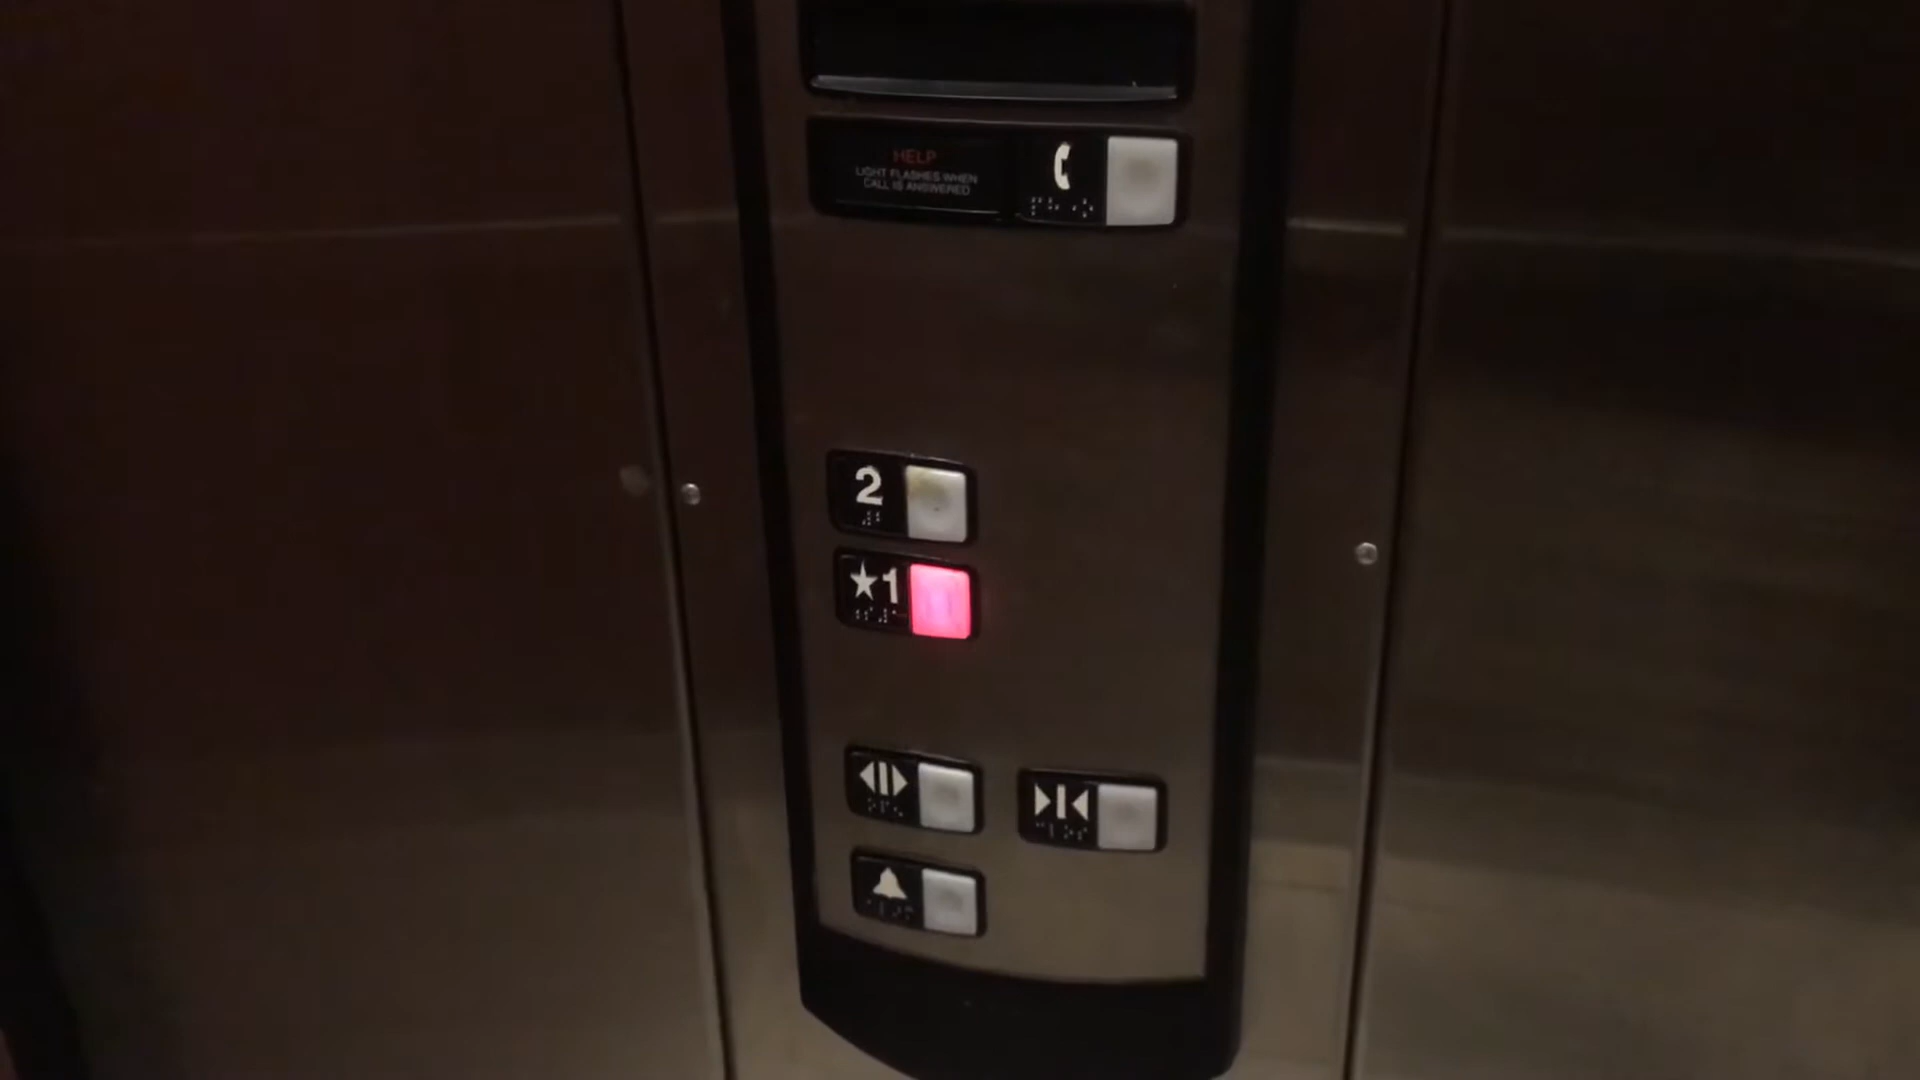 HELP
LIGHT FLASHES WHEN
CALL IS ANSWERED
2
★1